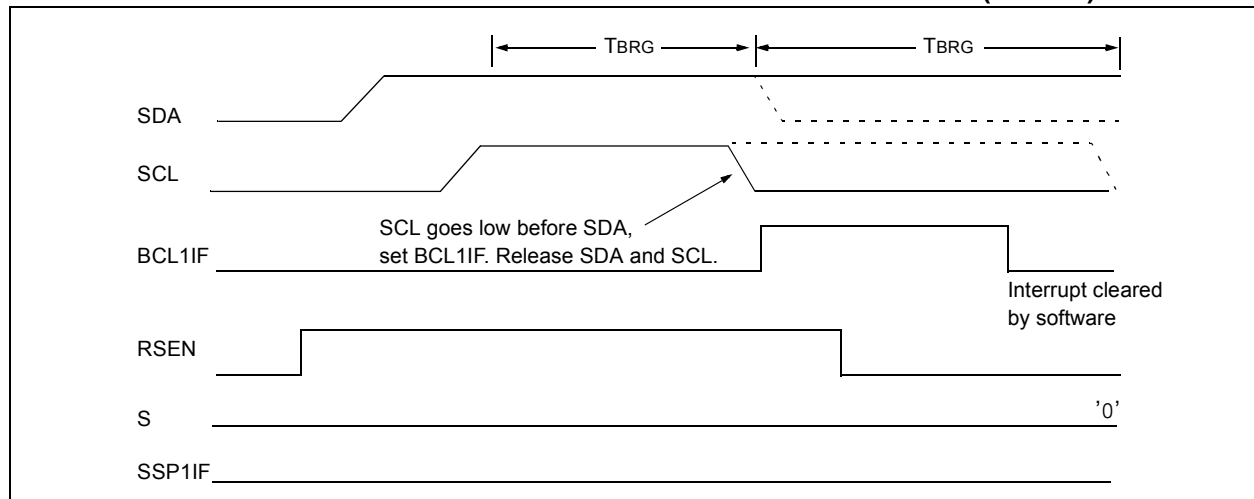 TBRG TBRG
SDA
SCL
SCL goes low before SDA,
set BCL1IF. Release SDA and SCL.
BCL1IF
Interrupt cleared
by software
RSEN
S
'0'
SSP1IF